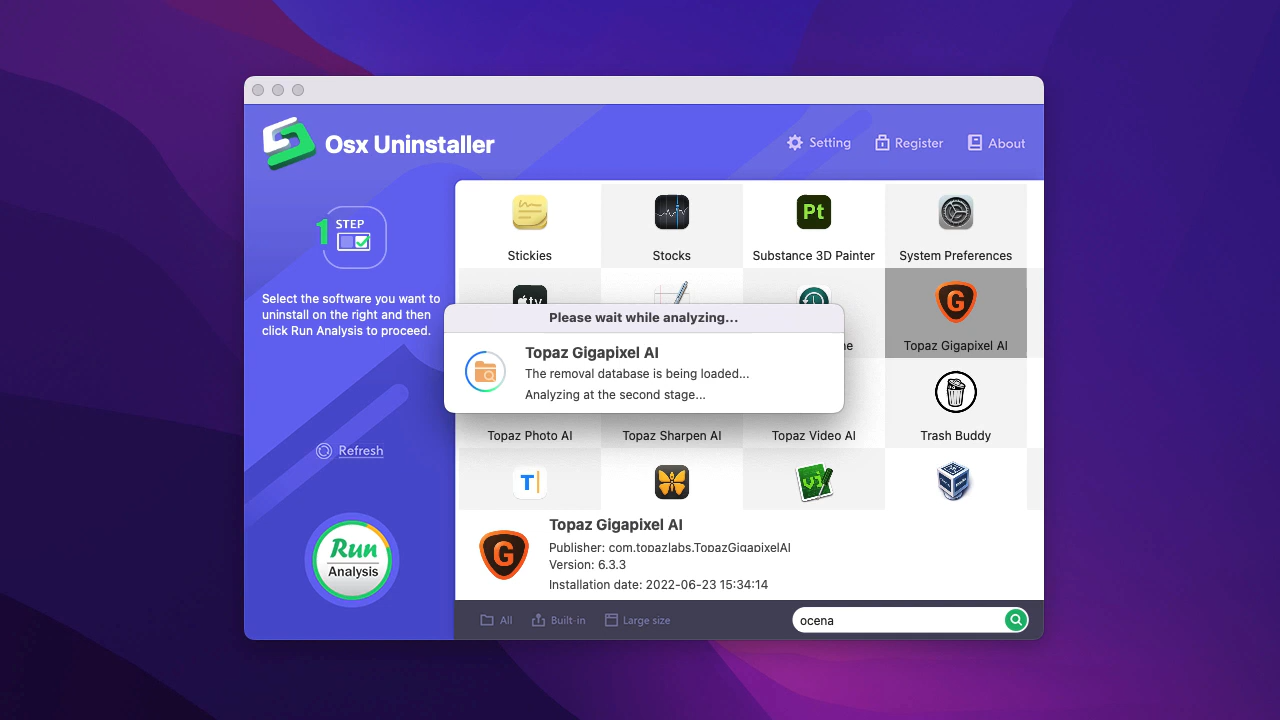 Osx Uninstaller
Setting
Register
About
1
STEP
Select the software you want to
uninstall on the right and then
click Run Analysis to proceed.
Refresh
Run
Analysis
Stickies
Stocks
Pt
Substance 3D Painter
System Preferences
tv
G
Topaz Gigapixel AI
Please wait while analyzing...
Topaz Gigapixel AI
The removal database is being loaded...
Analyzing at the second stage...
Topaz Photo AI
Topaz Sharpen AI
Topaz Video AI
Trash Buddy
T
vi
G
Topaz Gigapixel AI
Publisher: com.topazlabs.TopazGigapixelAI
Version: 6.3.3
Installation date: 2022-06-23 15:34:14
All
Built-in
Large size
ocena